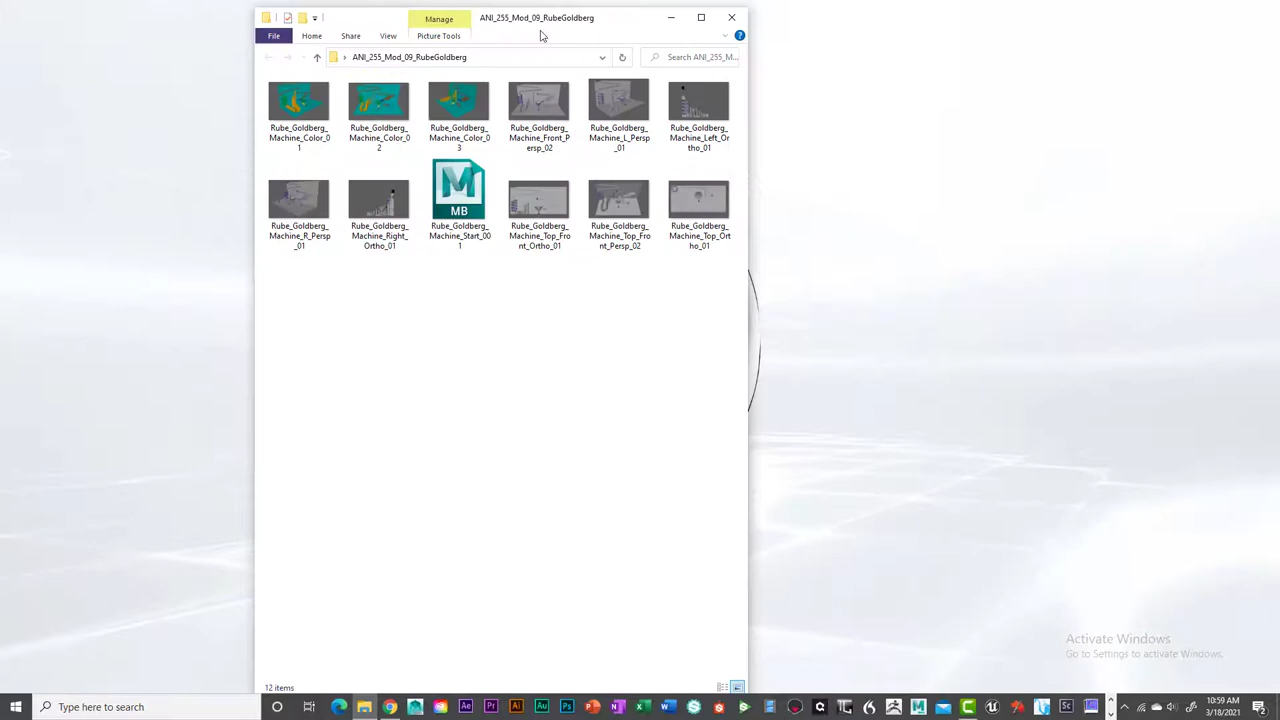 Manage
ANI_255_Mod_09_RubeGoldberg
File
Home
Share
View
Picture Tools
ANI_255_Mod_09_RubeGoldberg
Search ANI_255_M...
Rube_Goldberg_
Machine_Color_0
1
Rube_Goldberg_
Machine_Color_0
2
Rube_Goldberg_
Machine_Color_0
3
Rube_Goldberg_
Machine_Front_P
ersp_02
Rube_Goldberg_
Machine_L_Persp
_01
Rube_Goldberg_
Machine_Left_Or
tho_01
Rube_Goldberg_
Machine_R_Persp
_01
Rube_Goldberg_
Machine_Right_
Ortho_01
MB
Rube_Goldberg_
Machine_Start_00
1
Rube_Goldberg_
Machine_Top_Fro
nt_Ortho_01
Rube_Goldberg_
Machine_Top_Fro
nt_Persp_02
Rube_Goldberg_
Machine_Top_Ort
ho_01
12 items
Activate Windows
Go to Settings to activate Windows.
Type here to search
10:59 AM
3/18/2021